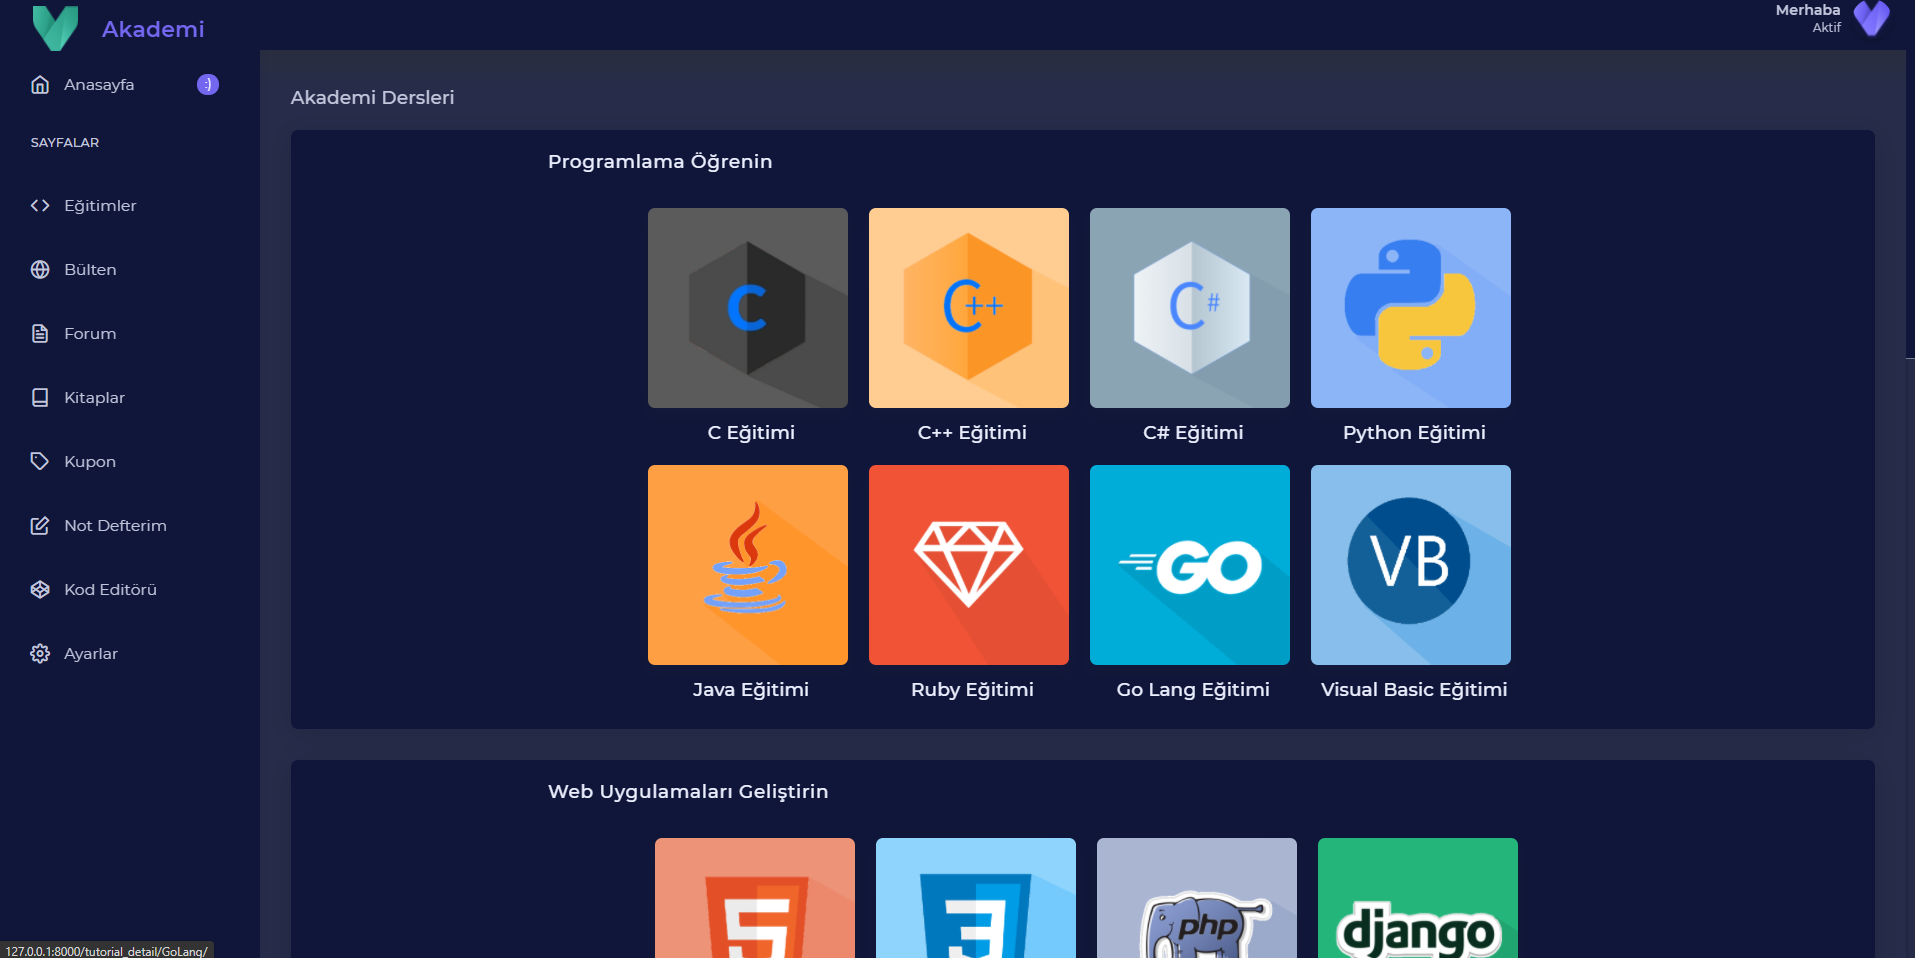 Akademi
Merhaba
Aktif
Anasayfa :)
SAYFALAR
Eğitimler
Bülten
Forum
Kitaplar
Kupon
Not Defterim
Kod Editörü
Ayarlar
Akademi Dersleri
Programlama Öğrenin
C
C++
C#
C Eğitimi
C++ Eğitimi
C# Eğitimi
Python Eğitimi
GO
VB
Java Eğitimi
Ruby Eğitimi
Go Lang Eğitimi
Visual Basic Eğitimi
Web Uygulamaları Geliştirin
5
3
php
django
127.0.0.1:8000/tutorial_detail/GoLang/